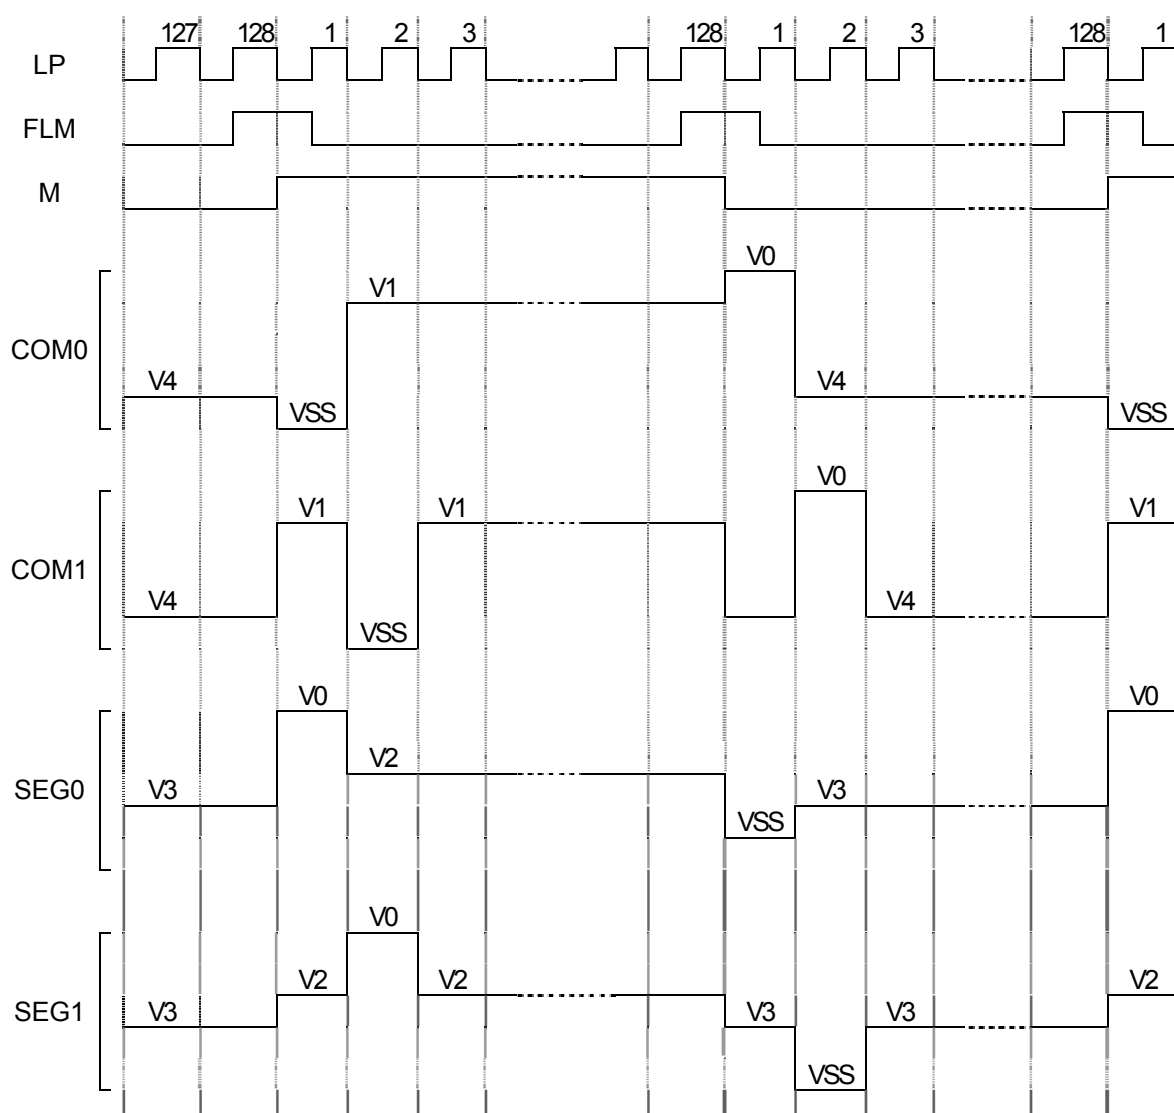 127 128 1 2 3 128 1 2 3 128 1
LP
FLM
M
V0
V1
COM0
V4 V4
VSS VSS
V0
V1 V1 V1
COM1
V4 V4
VSS
V0 V0
V2
SEG0 V3 V3
VSS
V0
V2 V2 V2
SEG1 V3 V3 V3
VSS